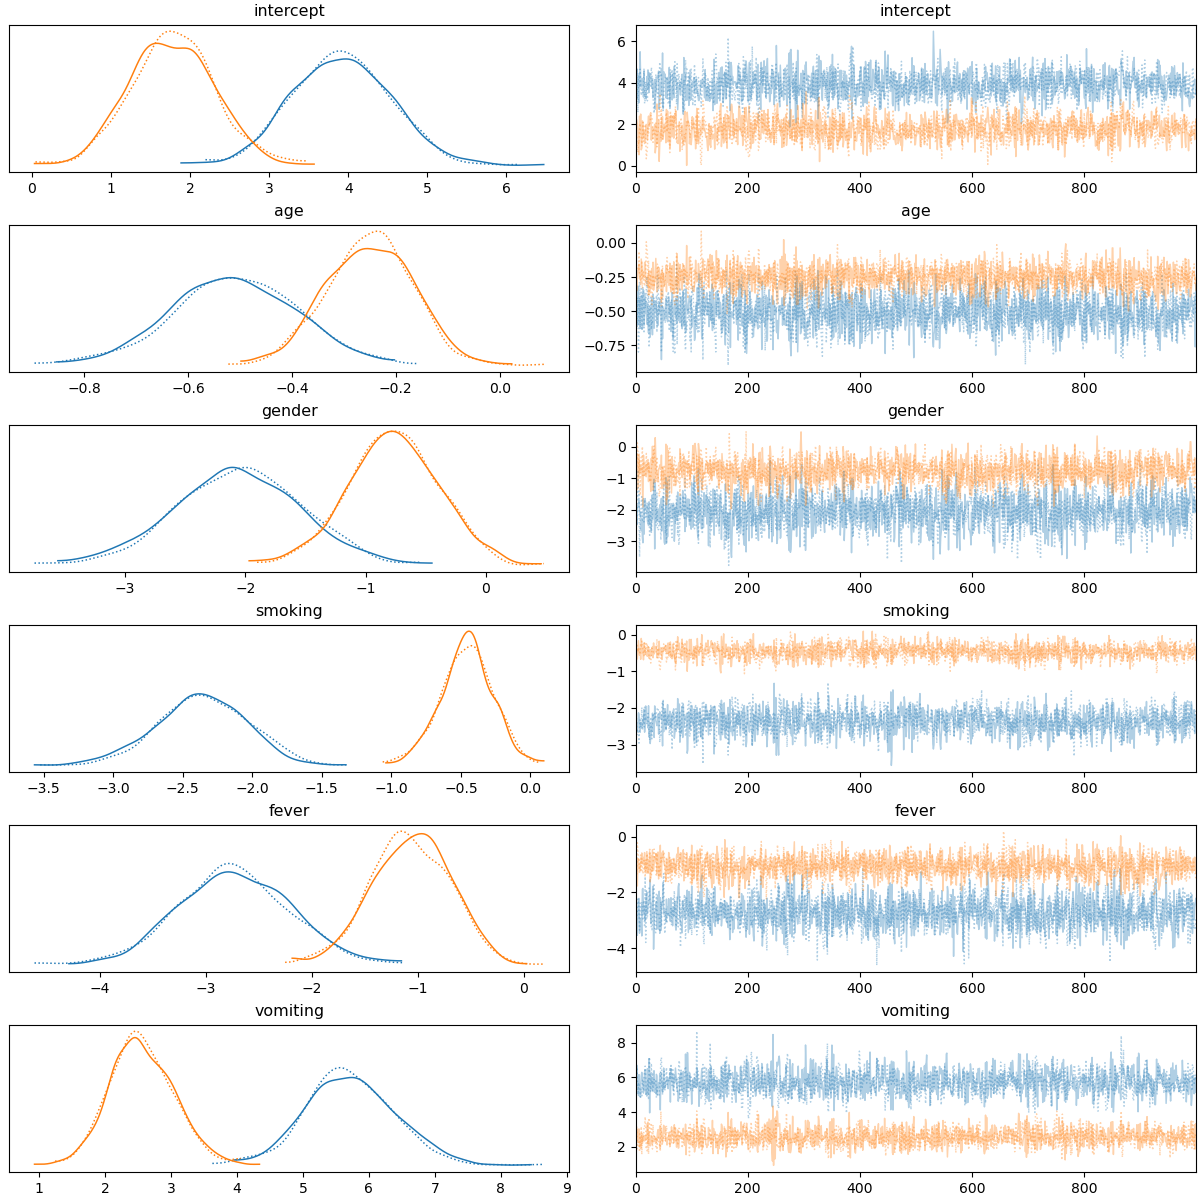 intercept
intercept
6
4
2
0
0 1 2 3 4 5 6
0 200 400 600 800
age
age
0.00
−0.25
−0.50
−0.75
−0.8 −0.6 −0.4 −0.2 0.0
0 200 400 600 800
gender
gender
0
−1
−2
−3
−3 −2 −1 0
0 200 400 600 800
smoking
smoking
0
−1
−2
−3
−3.5 −3.0 −2.5 −2.0 −1.5 −1.0 −0.5 0.0
0 200 400 600 800
fever
fever
0
−2
−4
−4 −3 −2 −1 0
0 200 400 600 800
vomiting
vomiting
8
6
4
2
1 2 3 4 5 6 7 8 9
0 200 400 600 800